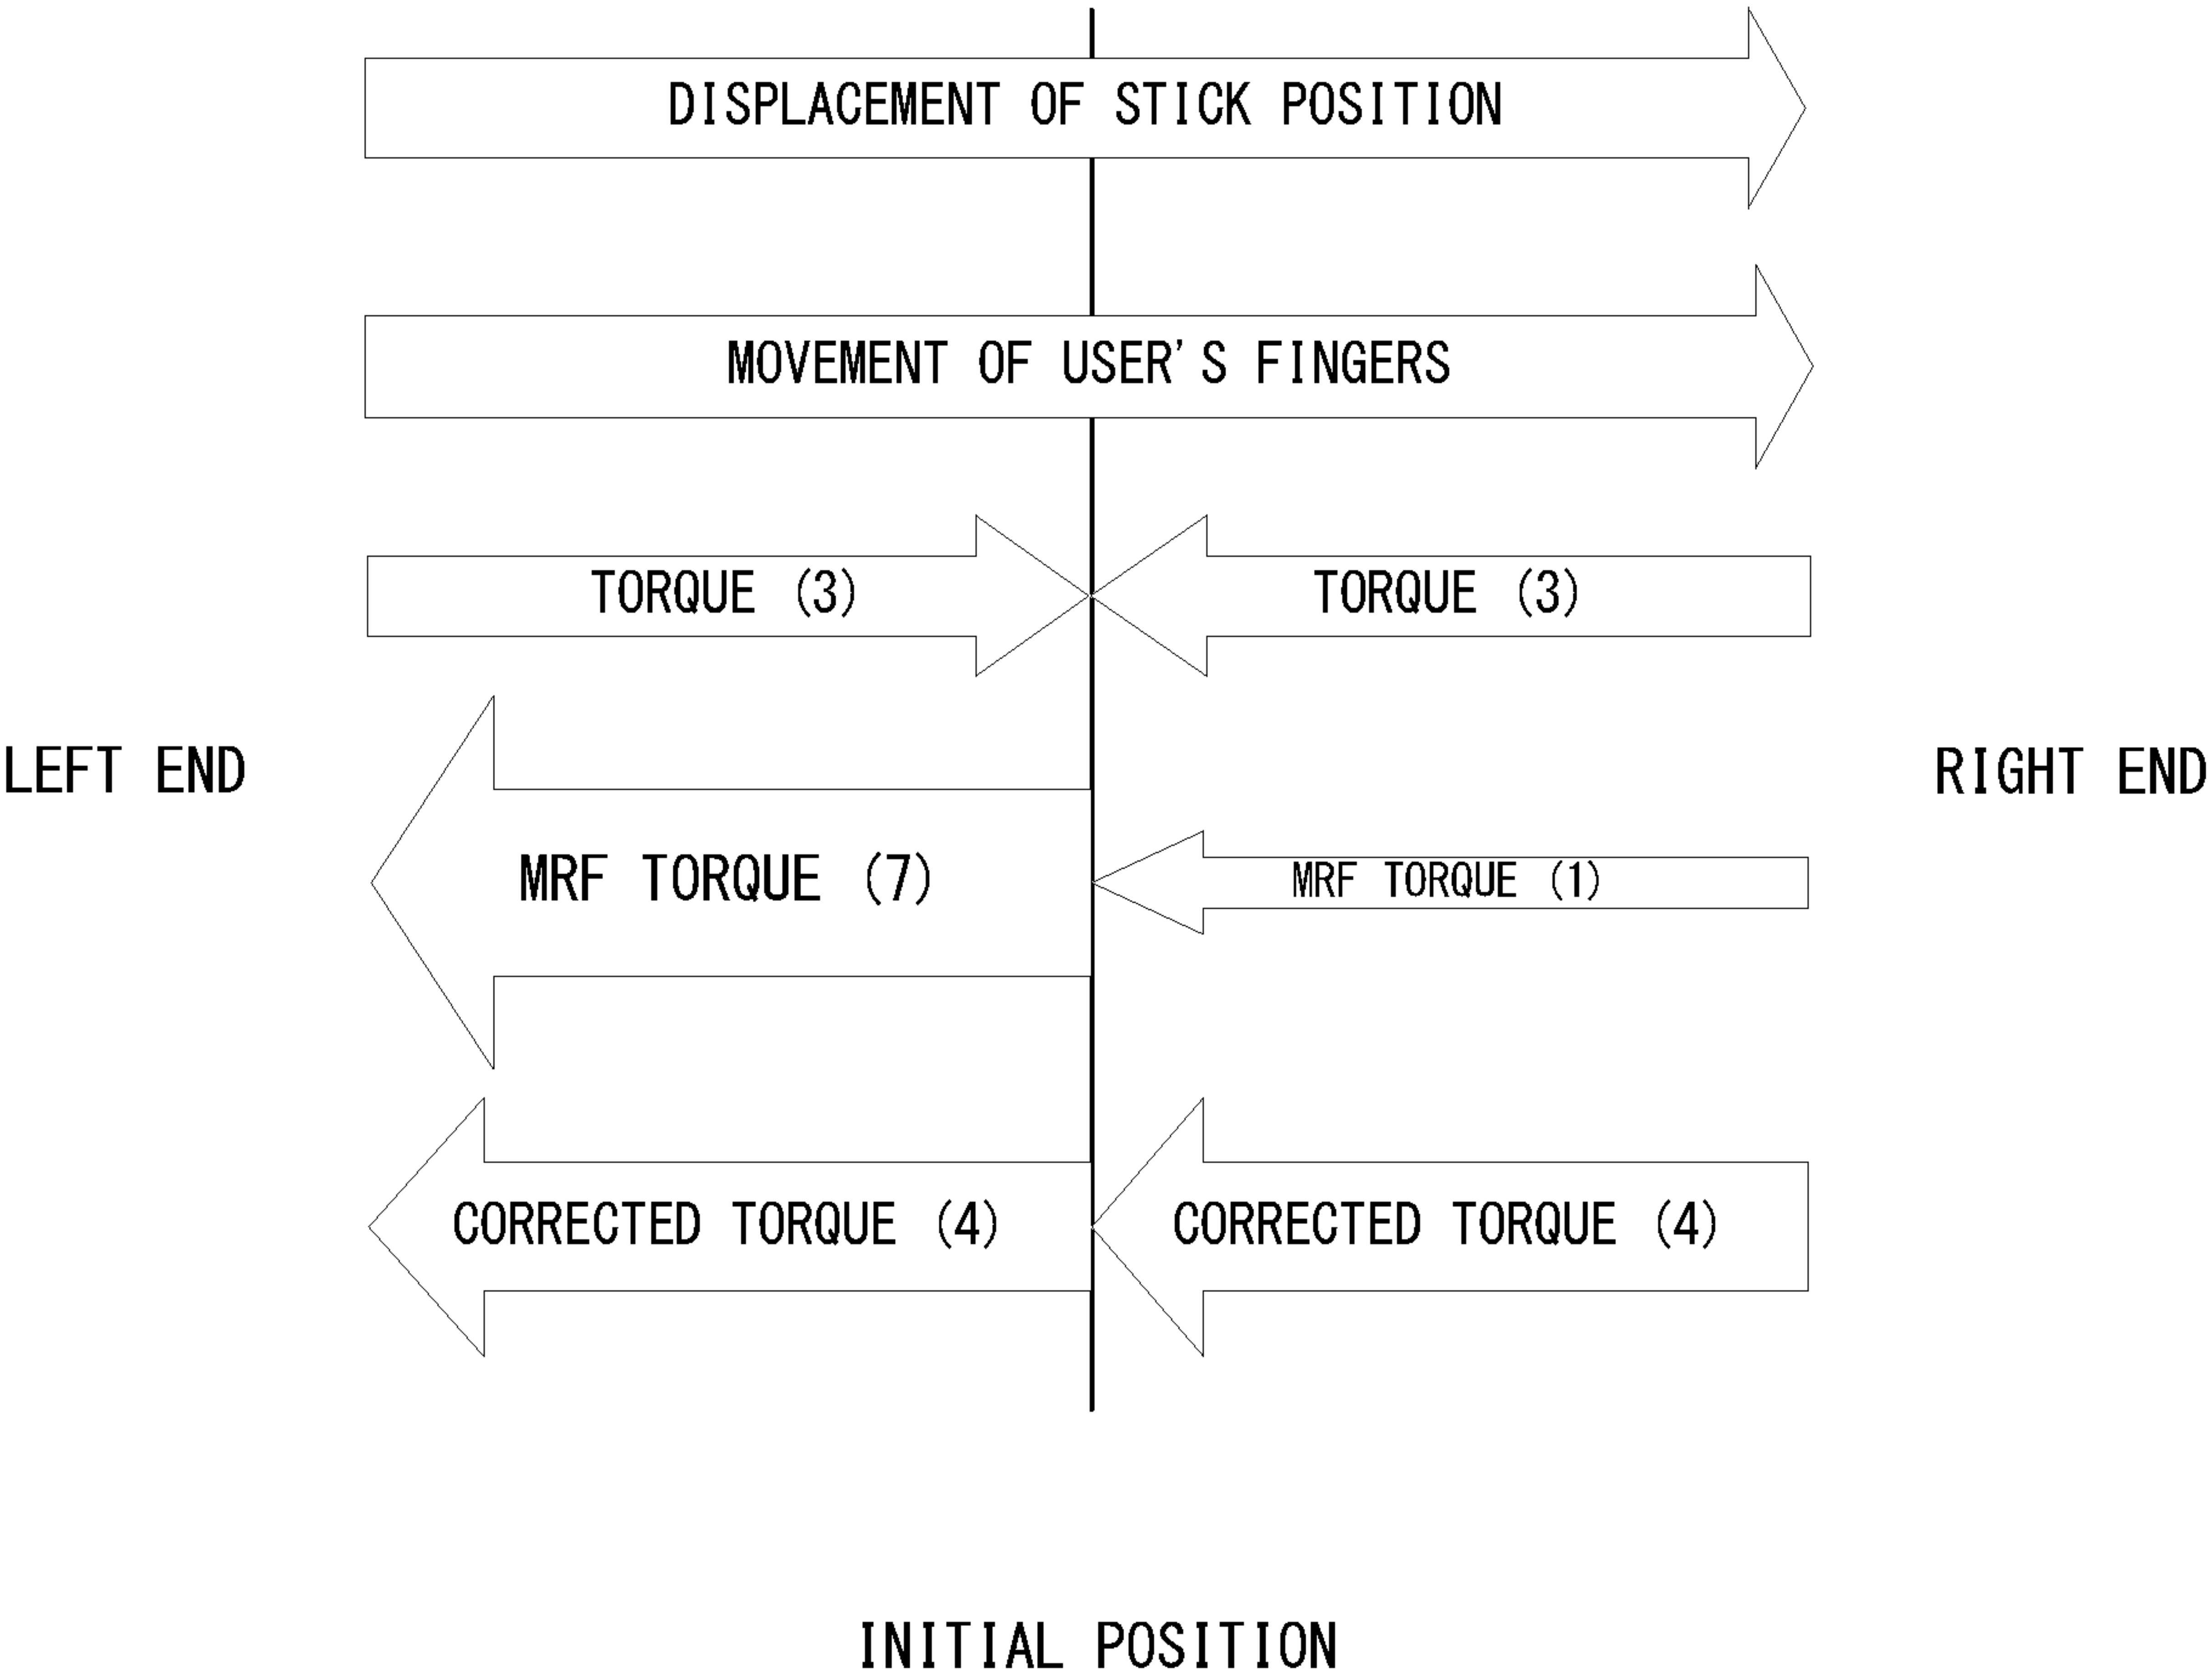 DISPLACEMENT OF STICK POSITION
MOVEMENT OF USER'S FINGERS
TORQUE (3)
TORQUE (3)
LEFT END
RIGHT END
MRF TORQUE (7)
MRF TORQUE (1)
CORRECTED TORQUE (4)
CORRECTED TORQUE (4)
INITIAL POSITION